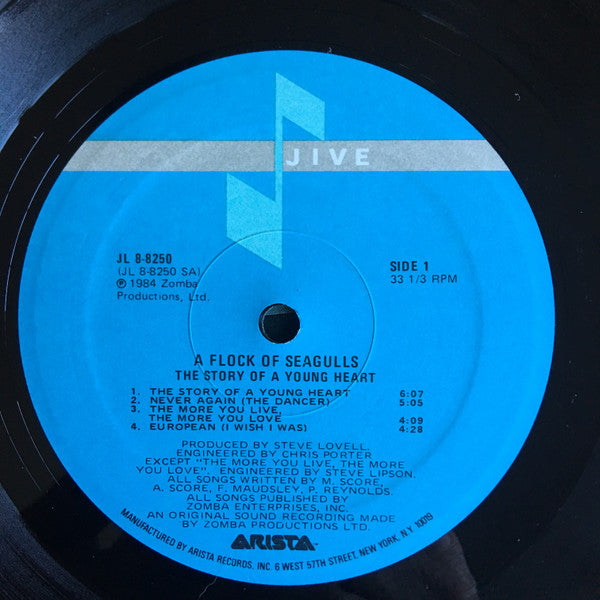 JIVE
JL 8-8250
(JL 8-8250 SA)
℗ 1984 Zomba
Productions, Ltd.
SIDE 1
33 1/3 RPM
A FLOCK OF SEAGULLS
THE STORY OF A YOUNG HEART
1. THE STORY OF A YOUNG HEART 6:07
2. NEVER AGAIN (THE DANCER) 5:05
3. THE MORE YOU LIVE,
THE MORE YOU LOVE 4:09
4. EUROPEAN (I WISH I WAS) 4:28
PRODUCED BY STEVE LOVELL.
ENGINEERED BY CHRIS PORTER
EXCEPT "THE MORE YOU LIVE, THE MORE
YOU LOVE". ENGINEERED BY STEVE LIPSON.
ALL SONGS WRITTEN BY M. SCORE,
A. SCORE, F. MAUDSLEY, P. REYNOLDS.
ALL SONGS PUBLISHED BY
ZOMBA ENTERPRISES, INC.
AN ORIGINAL SOUND RECORDING MADE
BY ZOMBA PRODUCTIONS LTD.
ARISTA
MANUFACTURED BY ARISTA RECORDS, INC 6 WEST 57TH STREET, NEW YORK, N.Y. 10019